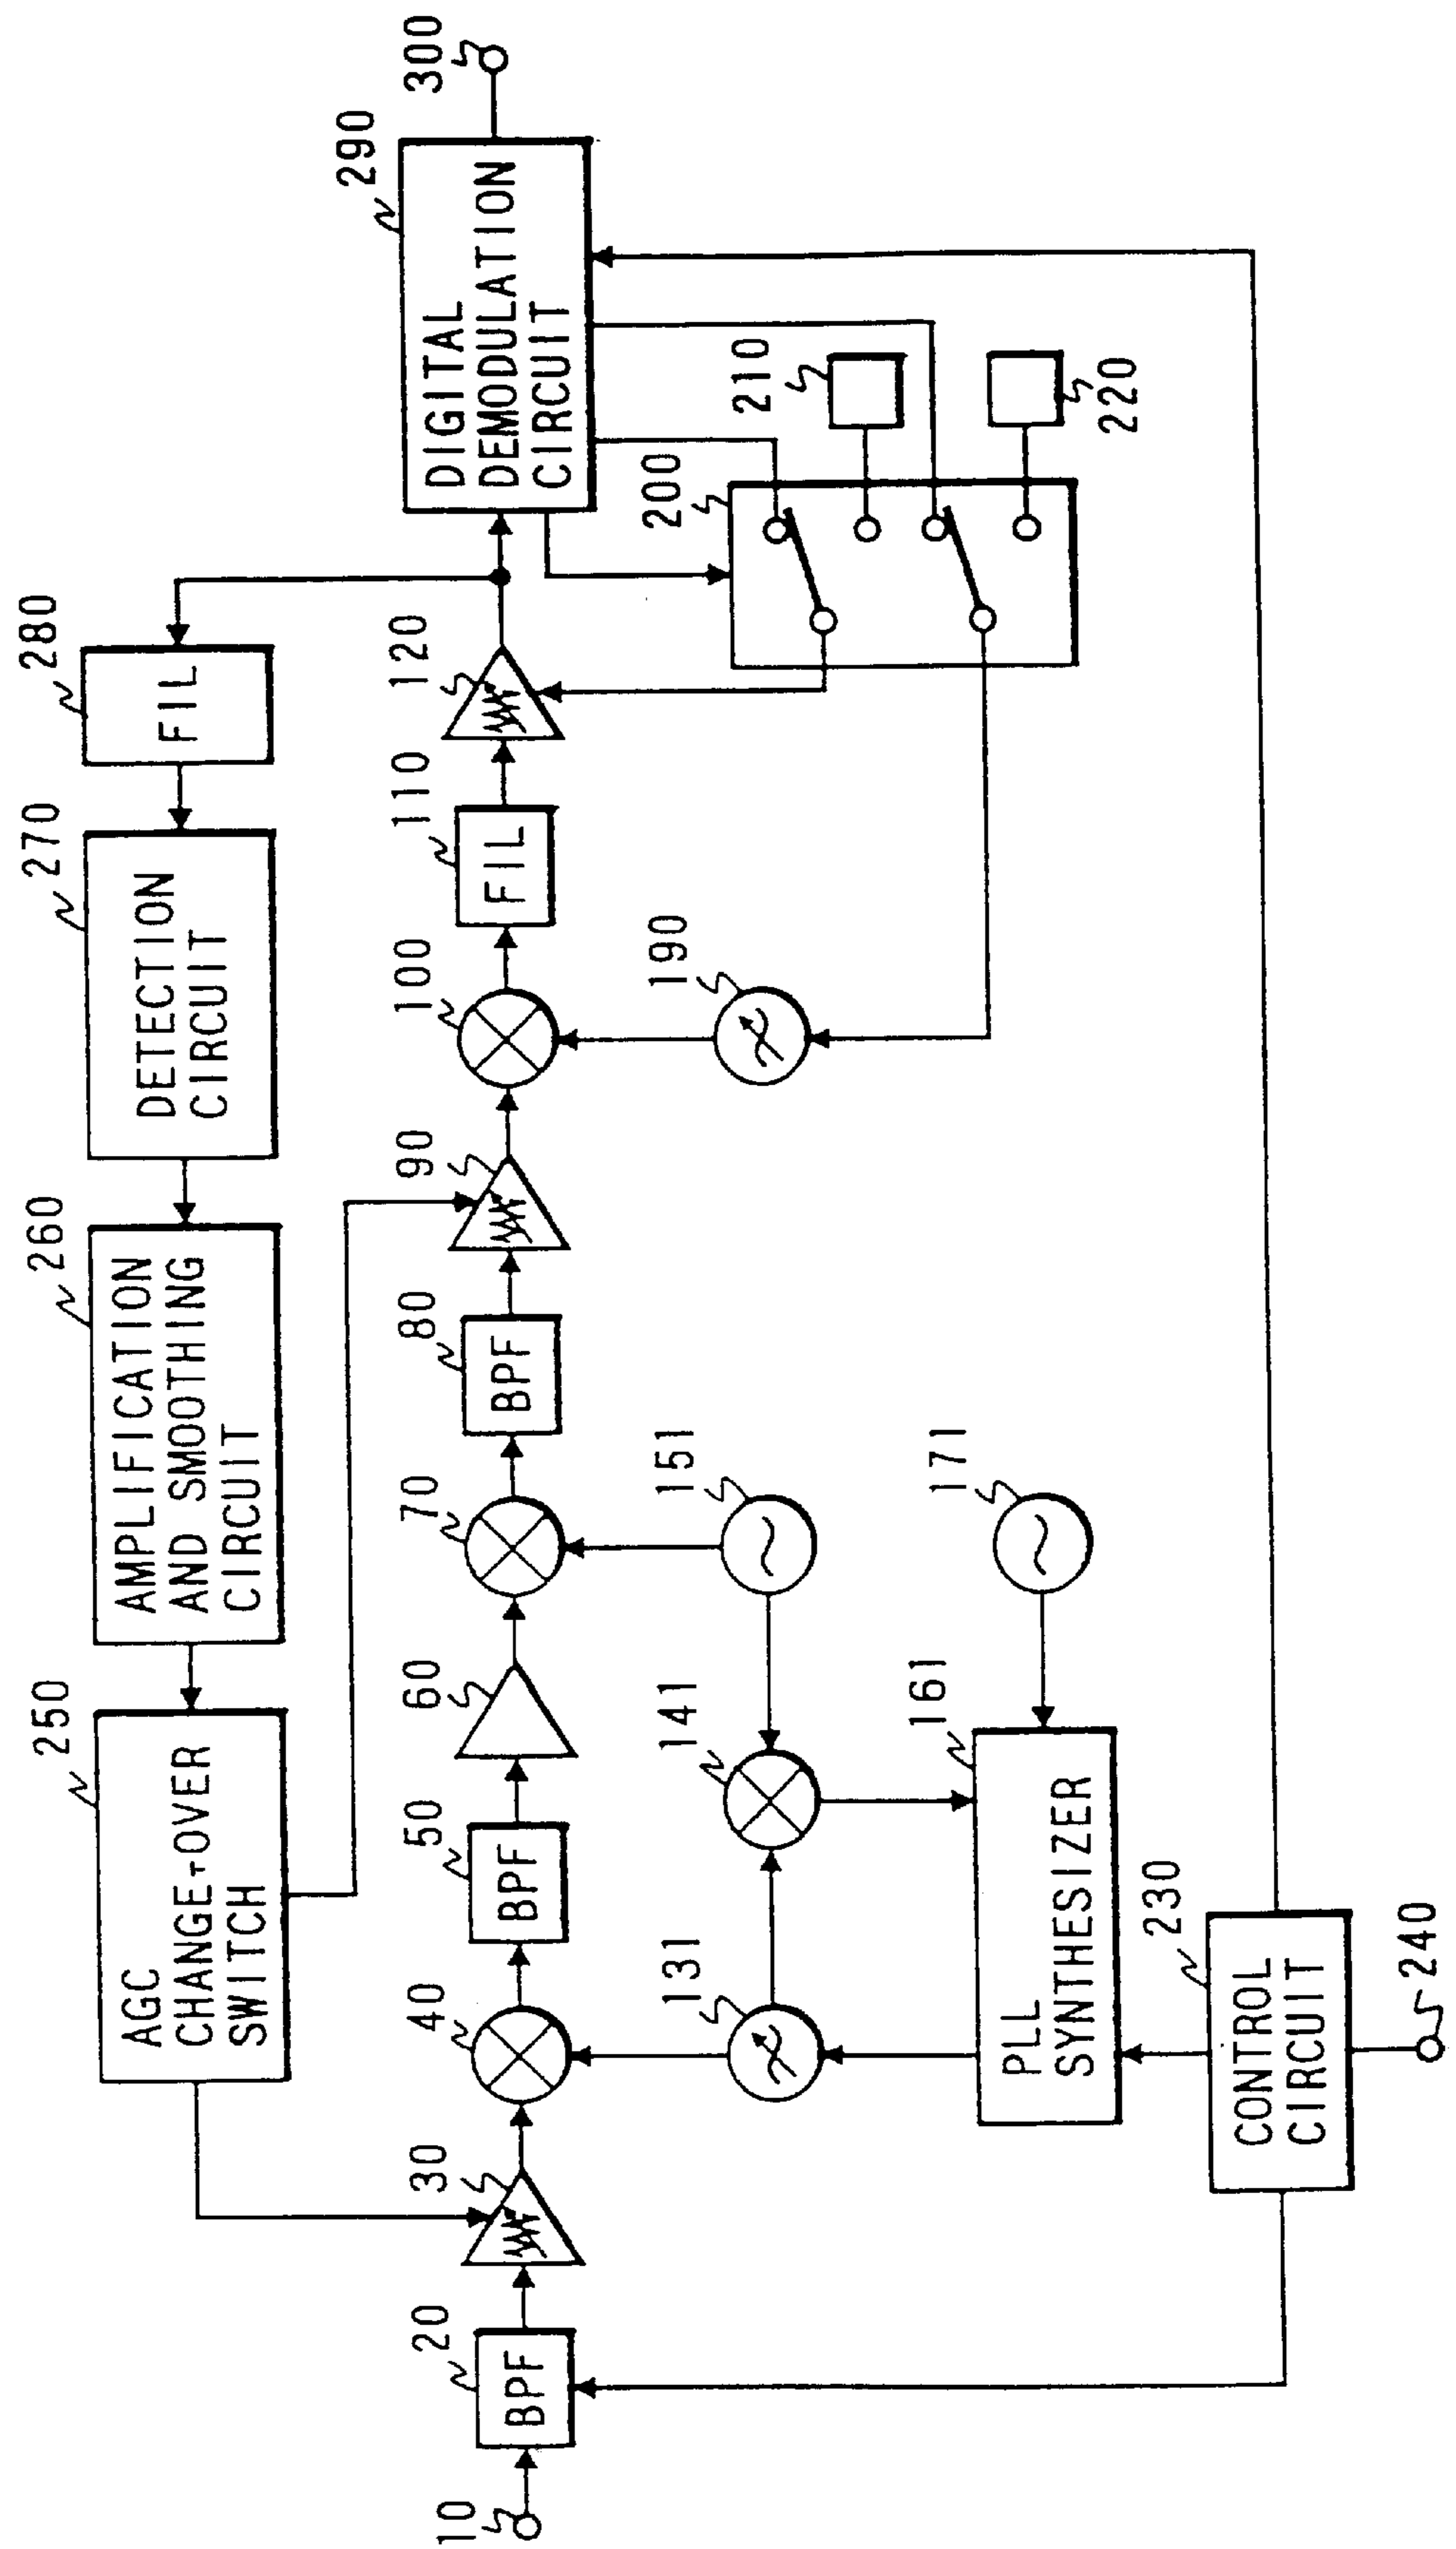 250
AGC
CHANGE-OVER
SWITCH
260
AMPLIFICATION
AND SMOOTHING
CIRCUIT
270
DETECTION
CIRCUIT
280
FIL
290
DIGITAL
DEMODULATION
CIRCUIT
300
10
20
BPF
30
40
50
BPF
60
70
80
BPF
90
100
110
FIL
120
131
141
151
190
200
210
220
161
171
PLL
SYNTHESIZER
230
CONTROL
CIRCUIT
240